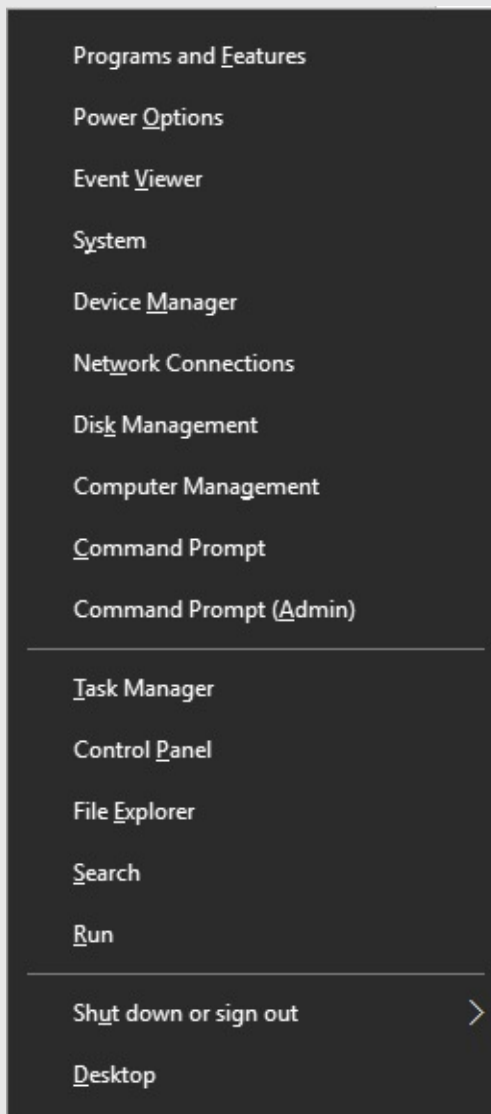 Programs and Features
Power Options
Event Viewer
System
Device Manager
Network Connections
Disk Management
Computer Management
Command Prompt
Command Prompt (Admin)
Task Manager
Control Panel
File Explorer
Search
Run
Shut down or sign out
Desktop